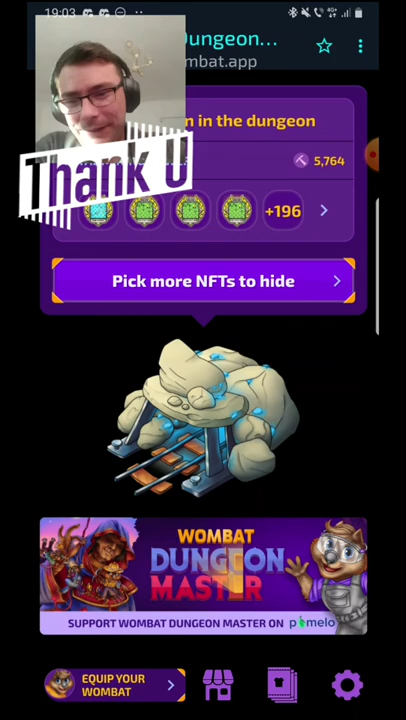 19:03
4G+
Dungeon...
mbat.app
n in the dungeon
Thank U
5,764
+196
Pick more NFTs to hide
WOMBAT
DUNGEON
MASTER
SUPPORT WOMBAT DUNGEON MASTER ON pomelo
EQUIP YOUR
WOMBAT